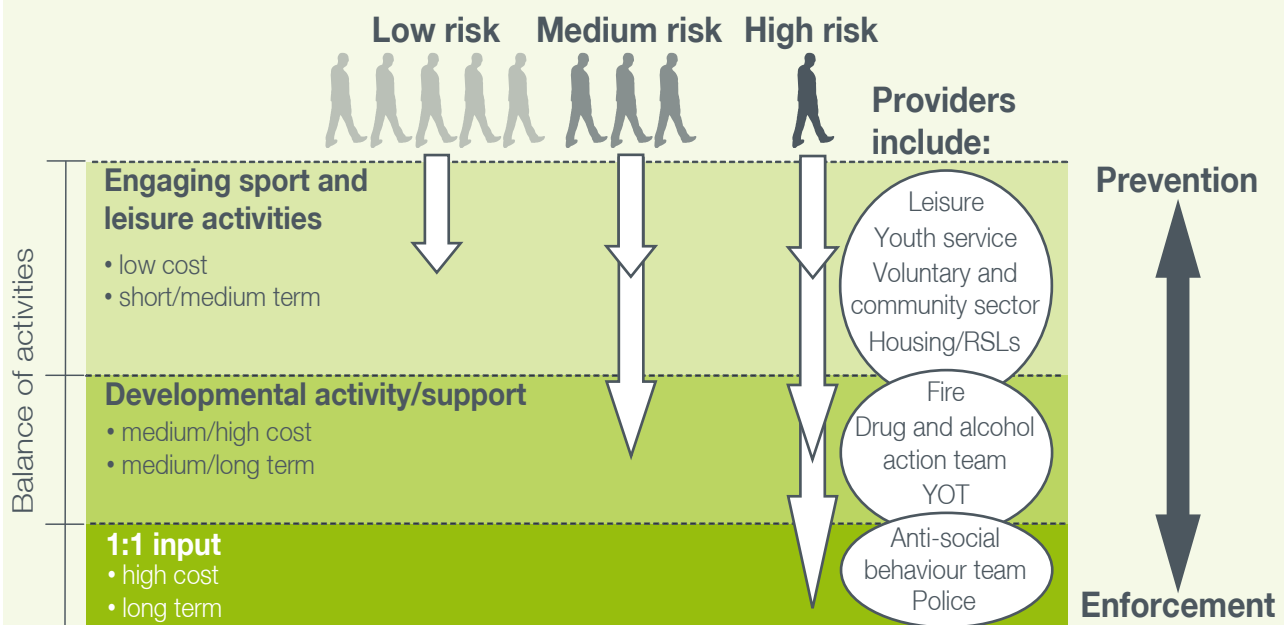 Low risk
Medium risk
High risk
Providers
include:
Balance of activities
Engaging sport and
leisure activities
• low cost
• short/medium term
Leisure
Youth service
Voluntary and
community sector
Housing/RSLs
Prevention
Developmental activity/support
• medium/high cost
• medium/long term
Fire
Drug and alcohol
action team
YOT
1:1 input
• high cost
• long term
Anti-social
behaviour team
Police
Enforcement